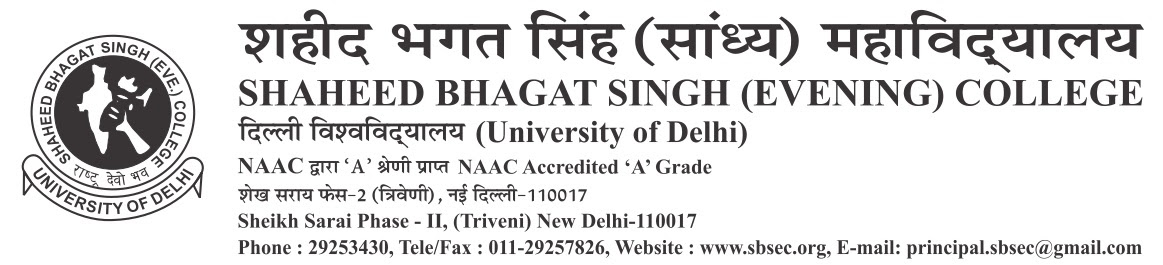 SHAHEED BHAGAT SINGH (EVE.) COLLEGE
राष्ट्र देवो भव
UNIVERSITY OF DELHI
शहीद भगत सिंह (सांध्य) महाविद्यालय
SHAHEED BHAGAT SINGH (EVENING) COLLEGE
दिल्ली विश्वविद्यालय (University of Delhi)
NAAC द्वारा ‘A’ श्रेणी प्राप्त NAAC Accredited ‘A’ Grade
शेख सराय फेस-2 (त्रिवेणी), नई दिल्ली-110017
Sheikh Sarai Phase - II, (Triveni) New Delhi-110017
Phone : 29253430, Tele/Fax : 011-29257826, Website : www.sbsec.org, E-mail: principal.sbsec@gmail.com